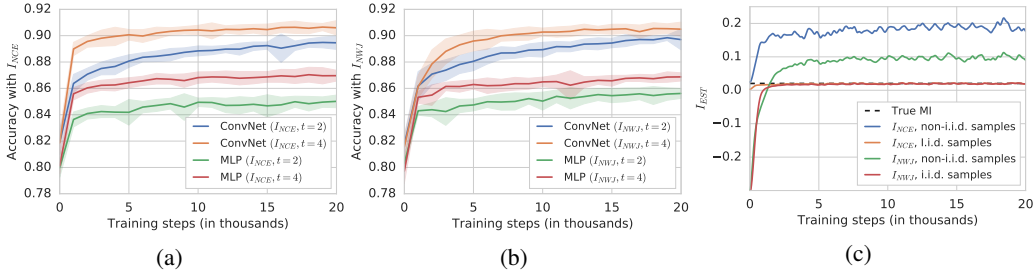 Accuracy with I_NCE
0.92
0.90
0.88
0.86
0.84
0.82
0.80
0.78
ConvNet (I_NCE, t=2)
ConvNet (I_NCE, t=4)
MLP (I_NCE, t=2)
MLP (I_NCE, t=4)
0 5 10 15 20
Training steps (in thousands)
(a)
Accuracy with I_NWJ
0.92
0.90
0.88
0.86
0.84
0.82
0.80
0.78
ConvNet (I_NWJ, t=2)
ConvNet (I_NWJ, t=4)
MLP (I_NWJ, t=2)
MLP (I_NWJ, t=4)
0 5 10 15 20
Training steps (in thousands)
(b)
I_EST
0.2
0.1
0.0
−0.1
−0.2
True MI
I_NCE, non-i.i.d. samples
I_NCE, i.i.d. samples
I_NWJ, non-i.i.d. samples
I_NWJ, i.i.d. samples
0 5 10 15 20
Training steps (in thousands)
(c)